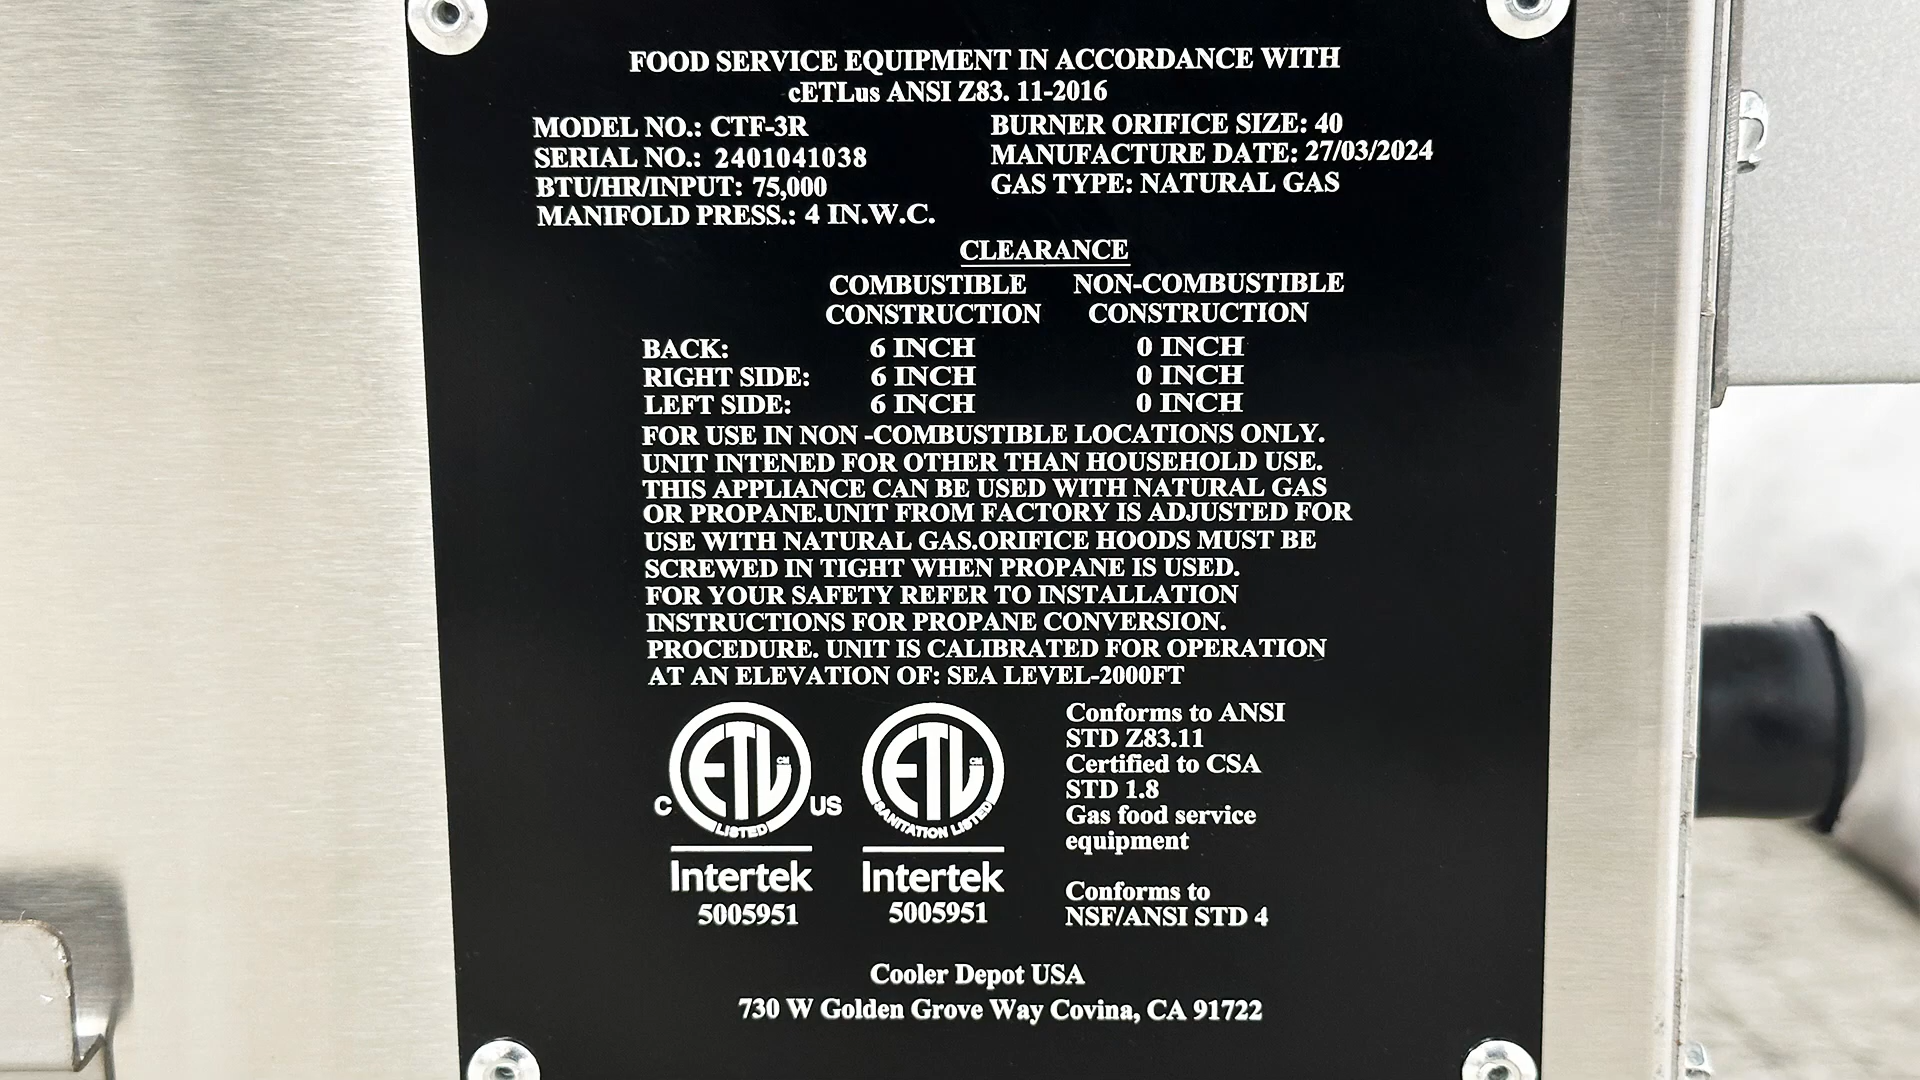 FOOD SERVICE EQUIPMENT IN ACCORDANCE WITH
cETLus ANSI Z83. 11-2016
MODEL NO.: CTF-3R BURNER ORIFICE SIZE: 40
SERIAL NO.: 2401041038 MANUFACTURE DATE: 27/03/2024
BTU/HR/INPUT: 75,000 GAS TYPE: NATURAL GAS
MANIFOLD PRESS.: 4 IN.W.C.
CLEARANCE
COMBUSTIBLE NON-COMBUSTIBLE
CONSTRUCTION CONSTRUCTION
BACK: 6 INCH 0 INCH
RIGHT SIDE: 6 INCH 0 INCH
LEFT SIDE: 6 INCH 0 INCH
FOR USE IN NON -COMBUSTIBLE LOCATIONS ONLY.
UNIT INTENED FOR OTHER THAN HOUSEHOLD USE.
THIS APPLIANCE CAN BE USED WITH NATURAL GAS
OR PROPANE.UNIT FROM FACTORY IS ADJUSTED FOR
USE WITH NATURAL GAS.ORIFICE HOODS MUST BE
SCREWED IN TIGHT WHEN PROPANE IS USED.
FOR YOUR SAFETY REFER TO INSTALLATION
INSTRUCTIONS FOR PROPANE CONVERSION.
PROCEDURE. UNIT IS CALIBRATED FOR OPERATION
AT AN ELEVATION OF: SEA LEVEL-2000FT
C ETL CM US
LISTED
Intertek
5005951
ETL CM
SANITATION LISTED
Intertek
5005951
Conforms to ANSI
STD Z83.11
Certified to CSA
STD 1.8
Gas food service
equipment
Conforms to
NSF/ANSI STD 4
Cooler Depot USA
730 W Golden Grove Way Covina, CA 91722